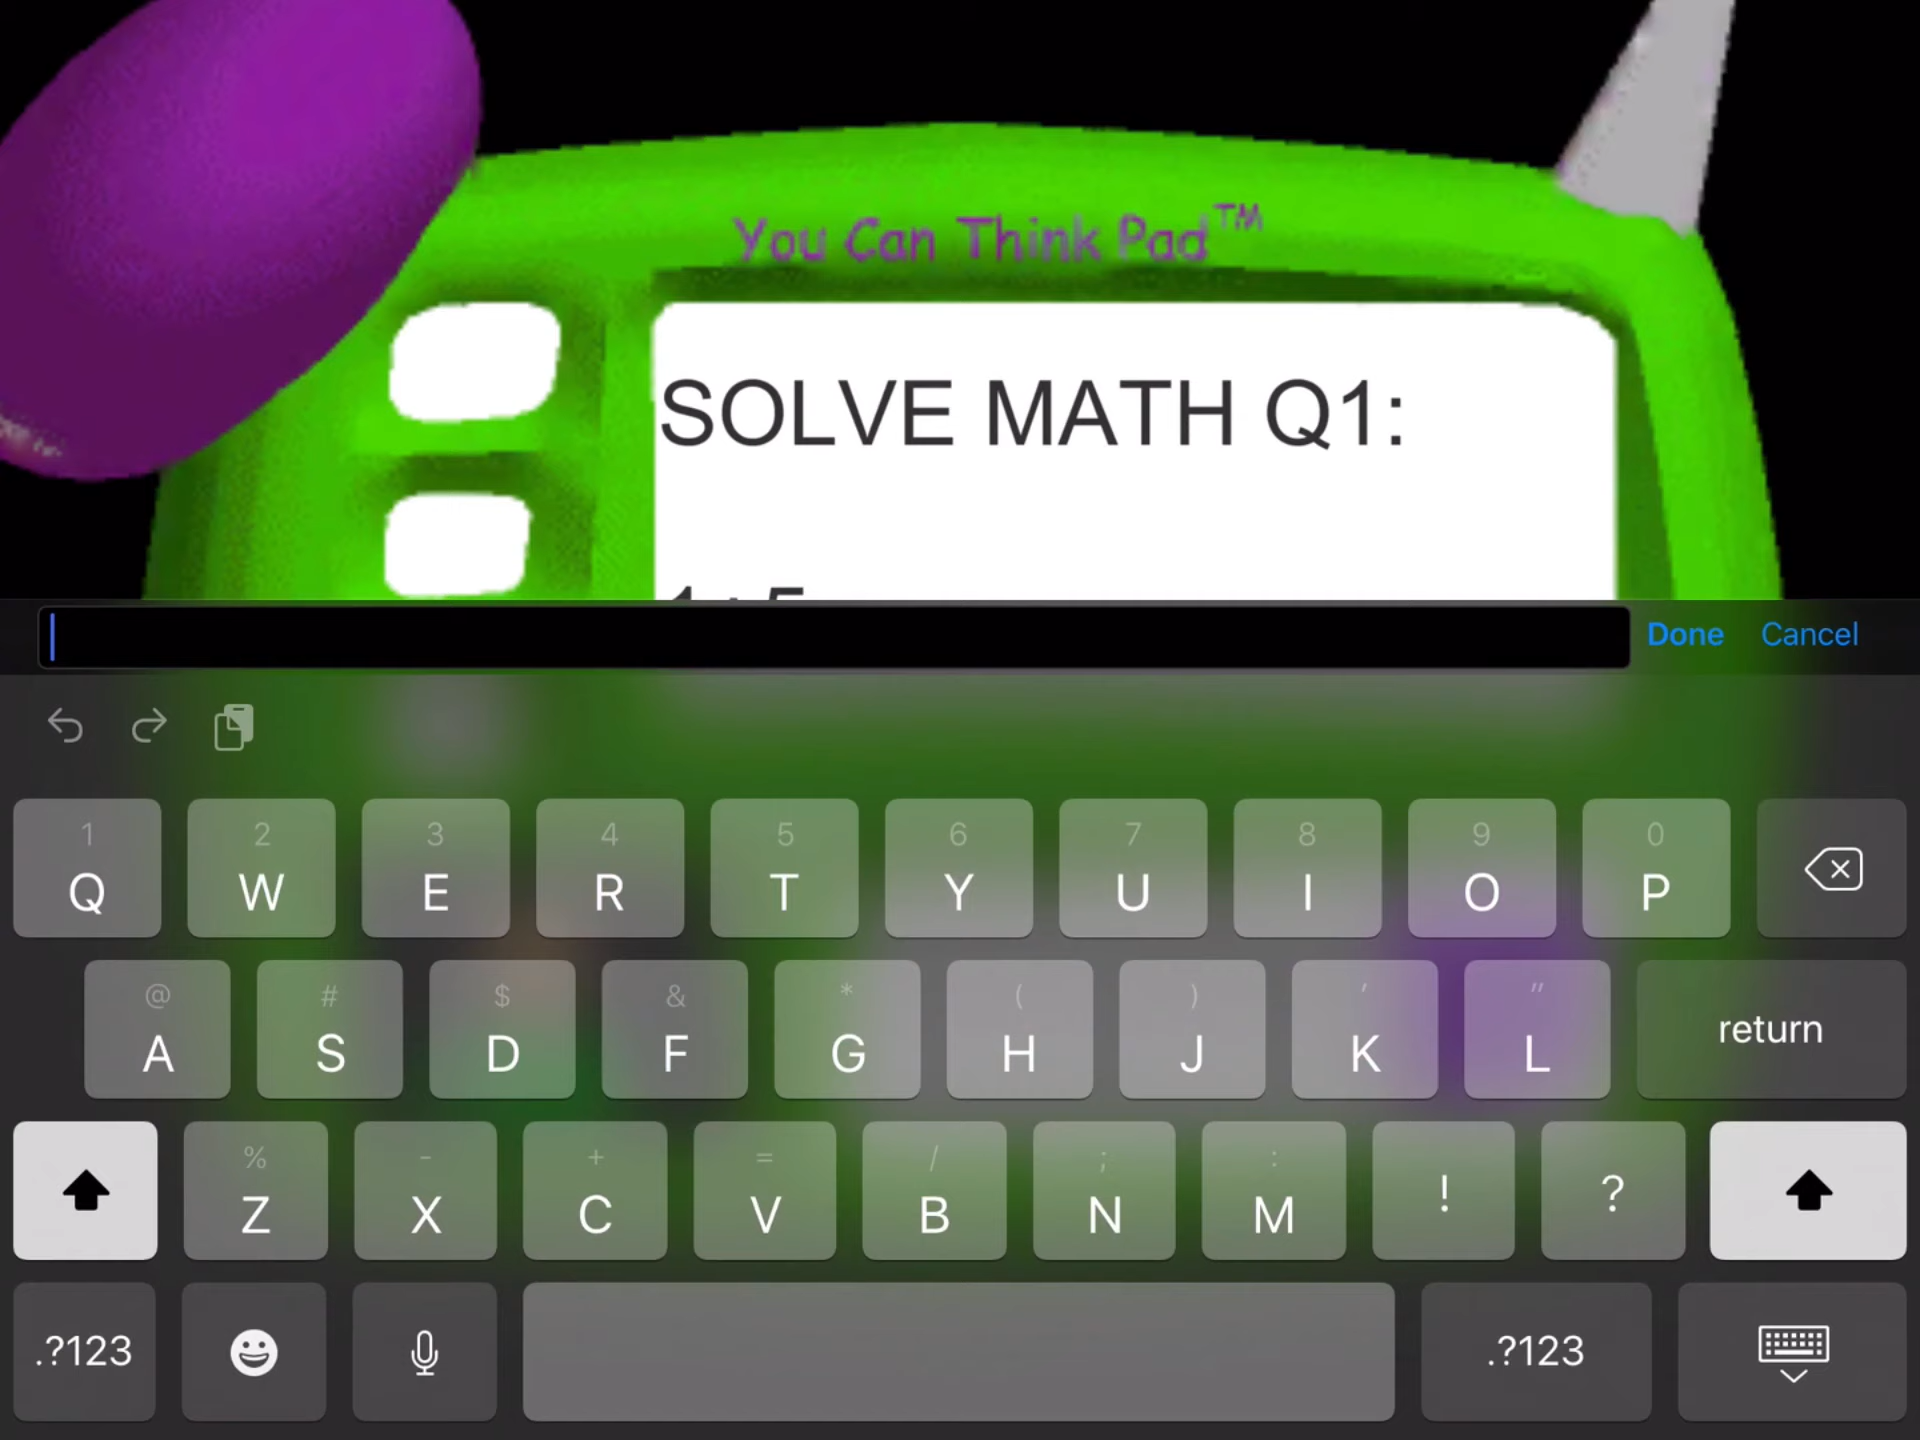 You Can Think Pad™
SOLVE MATH Q1:
Done Cancel
1 2 3 4 5 6 7 8 9 0
Q W E R T Y U I O P
@ # $ & * ( ) ' "
A S D F G H J K L return
% - + = / ; :
Z X C V B N M ! ?
.?123 .?123